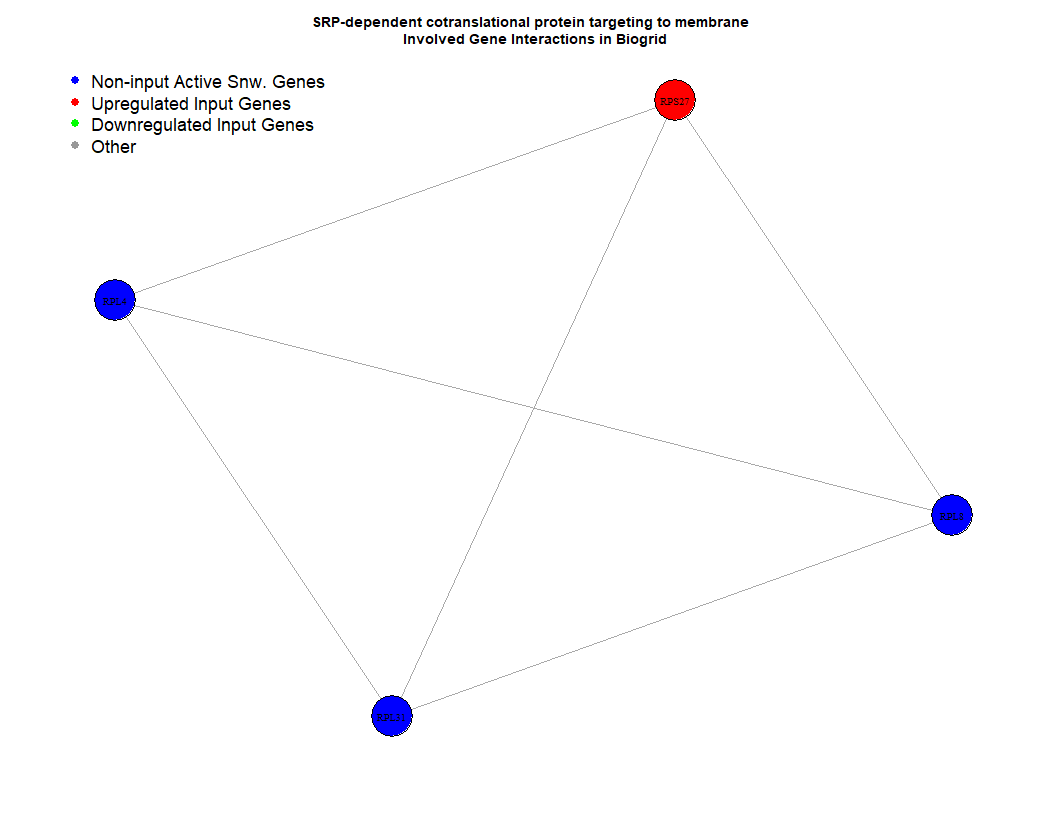 SRP-dependent cotranslational protein targeting to membrane
Involved Gene Interactions in Biogrid
Non-input Active Snw. Genes
Upregulated Input Genes
Downregulated Input Genes
Other
RPS27
RPL4
RPL8
RPL31